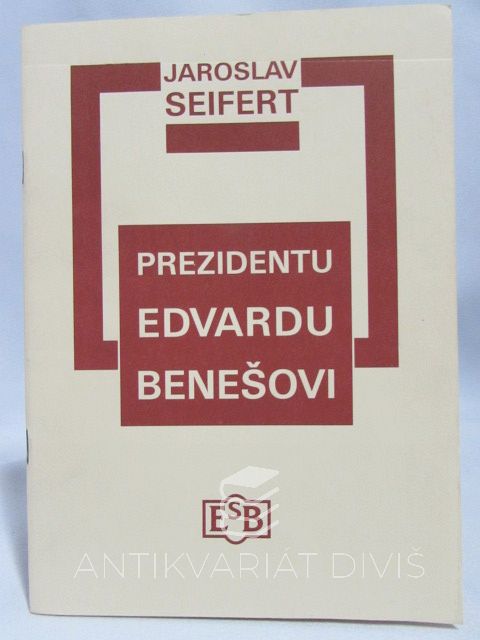 JAROSLAV
SEIFERT
PREZIDENTU
EDVARDU
BENEŠOVI
ESB
ANTIKVARIÁT DIVIŠ